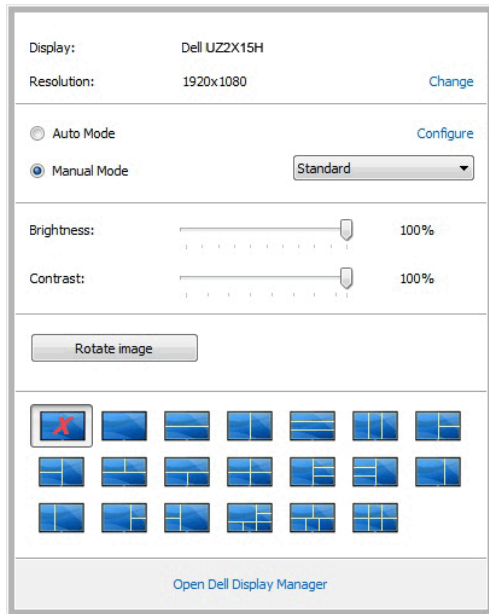 Display: Dell UZ2X15H
Resolution: 1920x1080 Change
Auto Mode Configure
Manual Mode Standard
Brightness: 100%
Contrast: 100%
Rotate image
X
Open Dell Display Manager